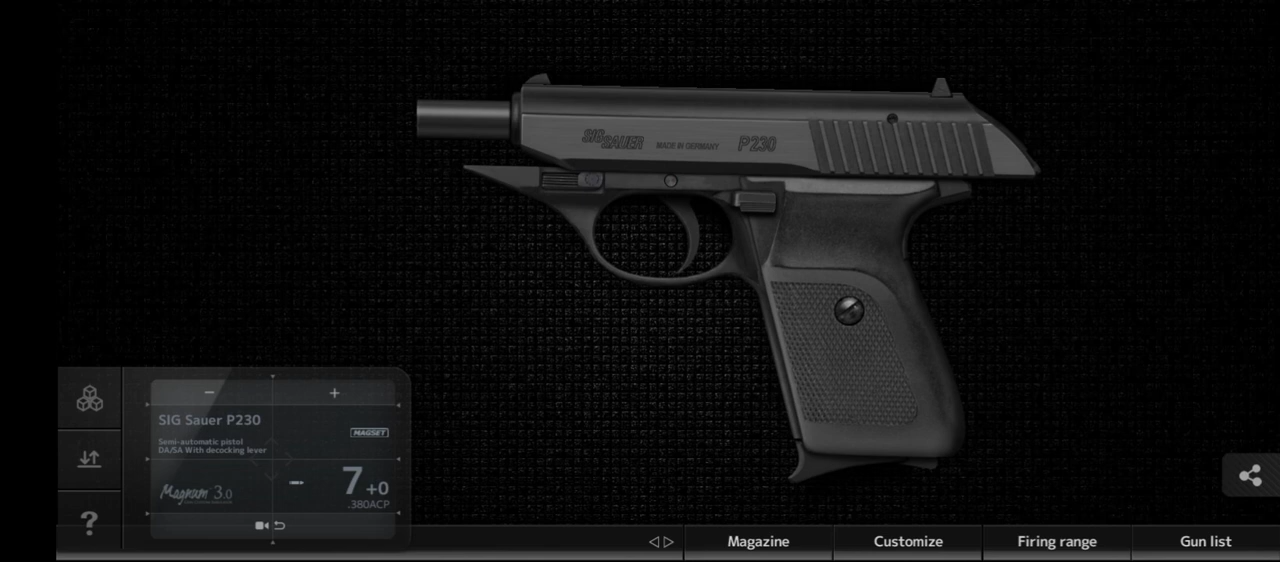 SIG SAUER MADE IN GERMANY P230
− +
SIG Sauer P230
MAGSET
Semi-automatic pistol
DA/SA With decocking lever
7+0
Magnum 3.0
.380ACP
?
Magazine
Customize
Firing range
Gun list